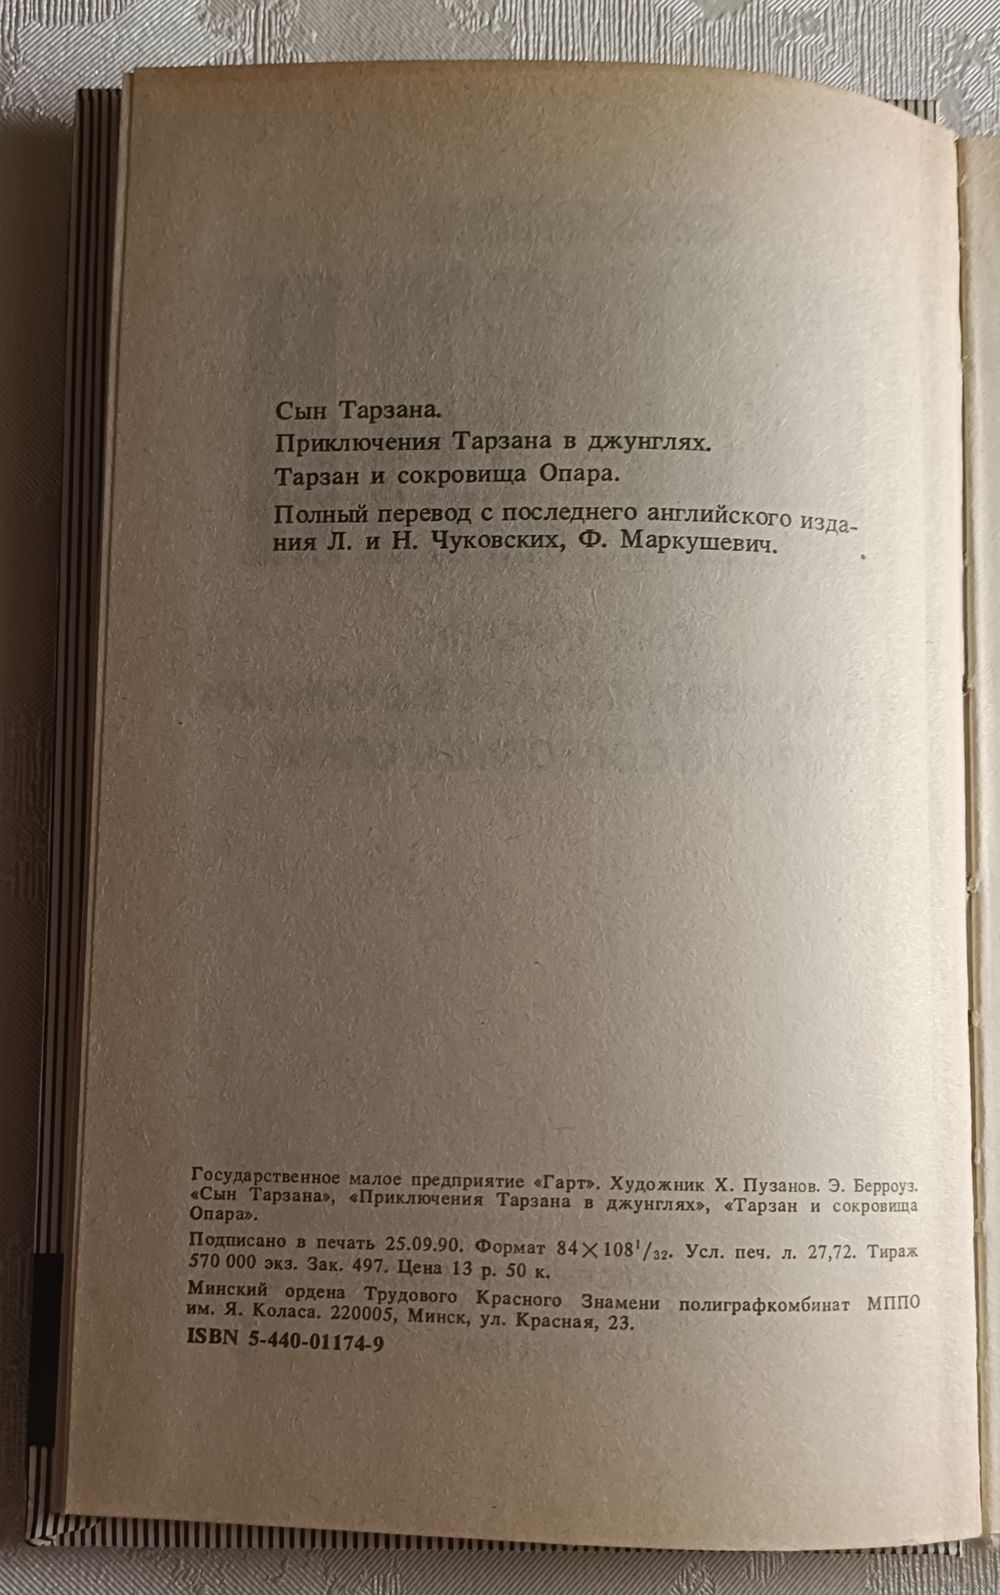 Сын Тарзана.
Приключения Тарзана в джунглях.
Тарзан и сокровища Опара.
Полный перевод с последнего английского изда-
ния Л. и Н. Чуковских, Ф. Маркушевич.
Государственное малое предприятие «Гарт». Художник Х. Пузанов. Э. Берроуз.
«Сын Тарзана», «Приключения Тарзана в джунглях», «Тарзан и сокровища
Опара».
Подписано в печать 25.09.90. Формат 84×108¹/₃₂. Усл. печ. л. 27,72. Тираж
570 000 экз. Зак. 497. Цена 13 р. 50 к.
Минский ордена Трудового Красного Знамени полиграфкомбинат МППО
им. Я. Коласа. 220005, Минск, ул. Красная, 23.
ISBN 5-440-01174-9